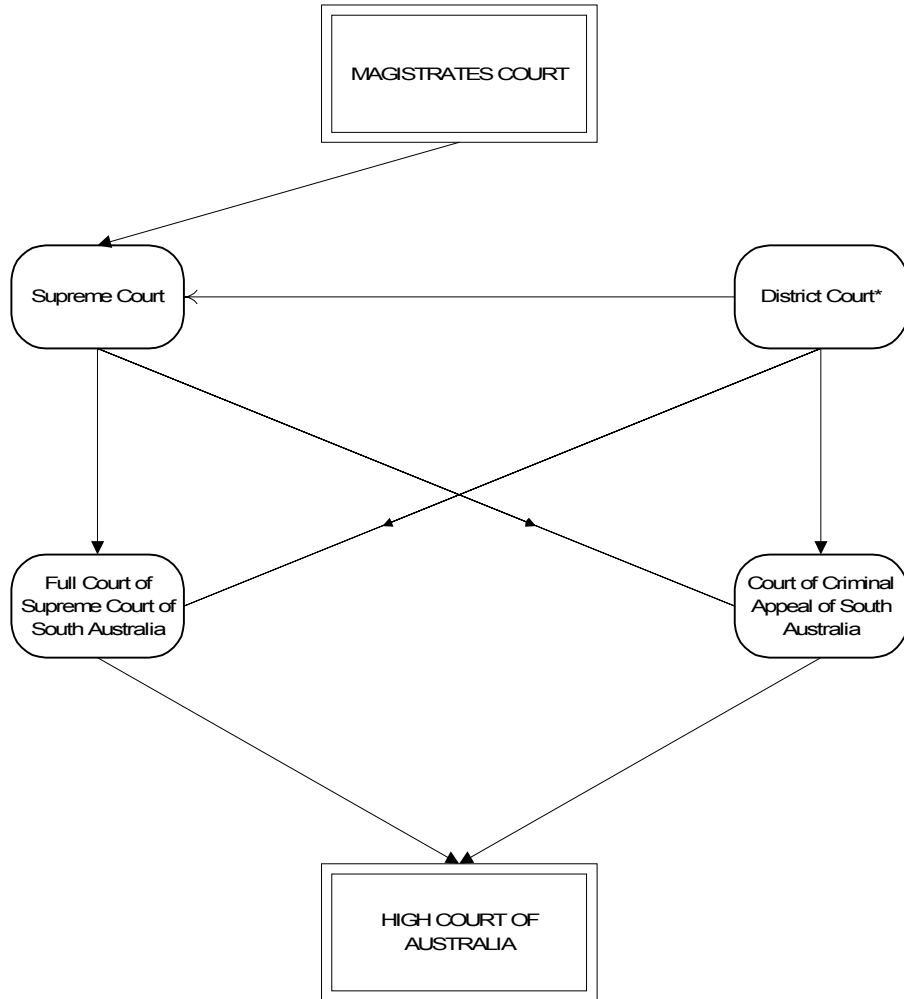 MAGISTRATES COURT
Supreme Court
District Court*
Full Court of
Supreme Court of
South Australia
Court of Criminal
Appeal of South
Australia
HIGH COURT OF
AUSTRALIA